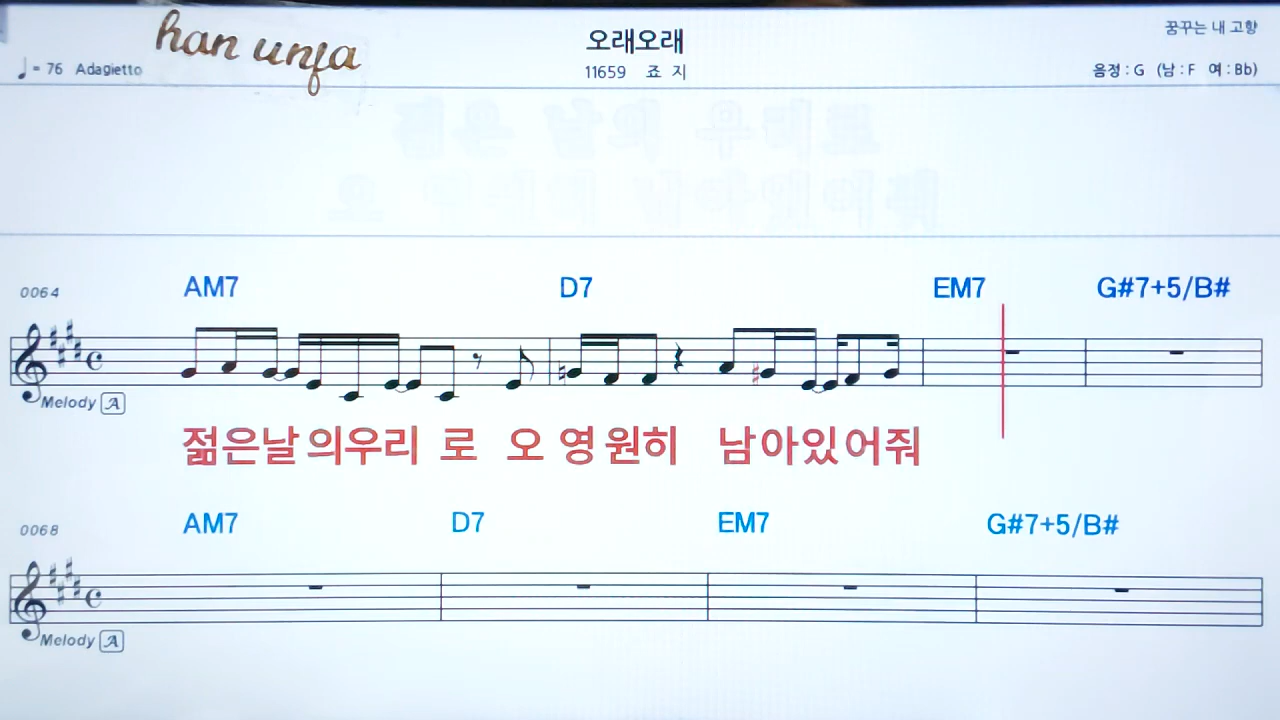 han unja
오래오래
꿈꾸는 내 고향
♩= 76 Adagietto
11659 죠 지
음정 : G (남 : F 여 : Bb)
0064
AM7 D7 EM7 G#7+5/B#
Melody A
젊은날의우리 로 오 영원히 남아있어줘
0068
AM7 D7 EM7 G#7+5/B#
Melody A